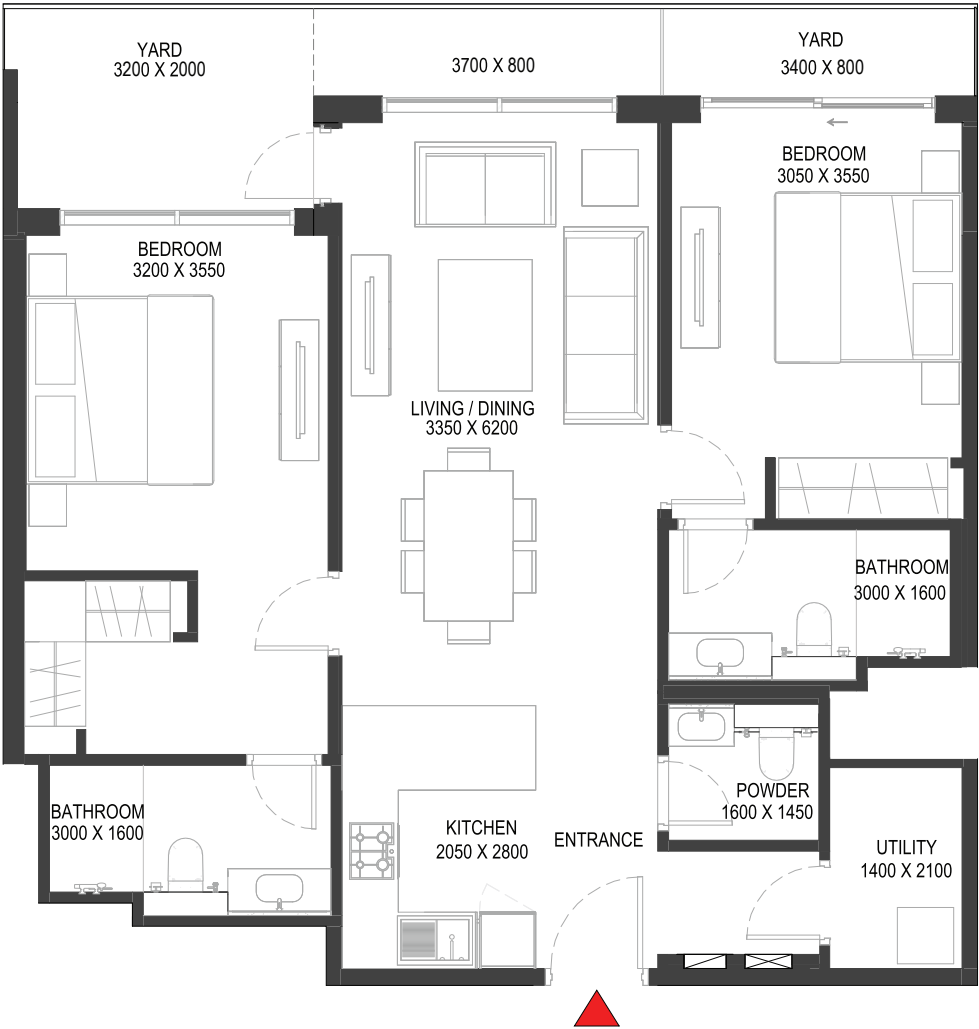 YARD
3200 X 2000
3700 X 800
YARD
3400 X 800
BEDROOM
3050 X 3550
BEDROOM
3200 X 3550
LIVING / DINING
3350 X 6200
BATHROOM
3000 X 1600
POWDER
1600 X 1450
BATHROOM
3000 X 1600
KITCHEN
2050 X 2800
ENTRANCE
UTILITY
1400 X 2100